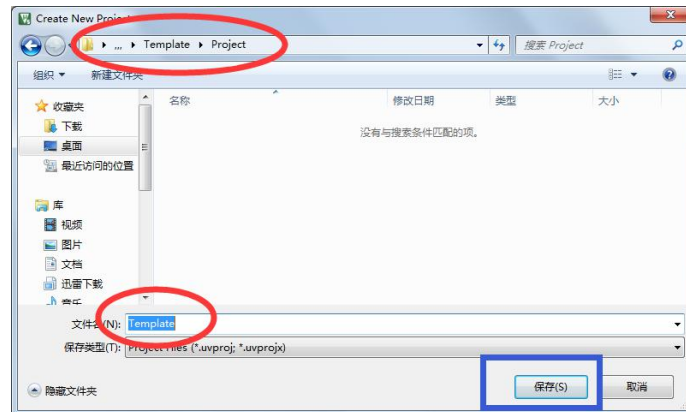 Create New Project
... Template Project
搜索 Project
组织 新建文件夹
收藏夹
下载
桌面
最近访问的位置
库
视频
图片
文档
迅雷下载
音乐
名称 修改日期 类型 大小
没有与搜索条件匹配的项。
文件名(N): Template
保存类型(T): Project Files (*.uvproj; *.uvprojx)
隐藏文件夹
保存(S) 取消